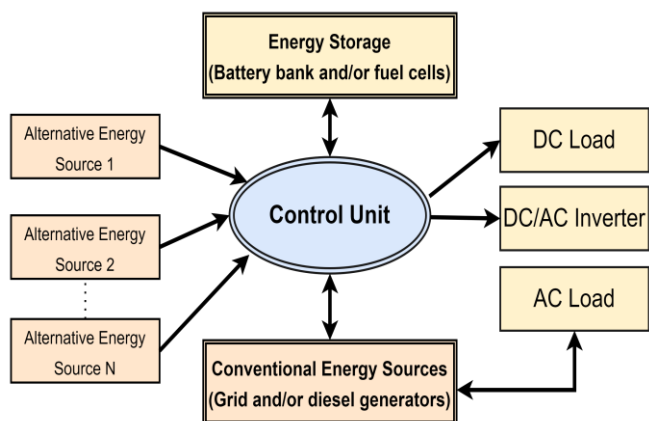 Energy Storage
(Battery bank and/or fuel cells)
Alternative Energy
Source 1
DC Load
Alternative Energy
Source 2
Control Unit
DC/AC Inverter
AC Load
Alternative Energy
Source N
Conventional Energy Sources
(Grid and/or diesel generators)